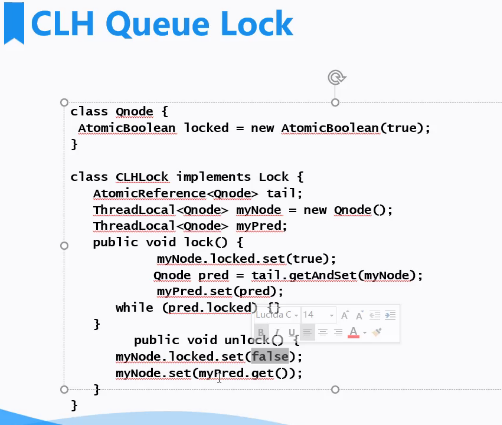 CLH Queue Lock
class Qnode {
AtomicBoolean locked = new AtomicBoolean(true);
}
class CLHLock implements Lock {
AtomicReference<Qnode> tail;
ThreadLocal<Qnode> myNode = new Qnode();
ThreadLocal<Qnode> myPred;
public void lock() {
myNode.locked.set(true);
Qnode pred = tail.getAndSet(myNode);
myPred.set(pred);
while (pred.locked) {}
Lucida C 14 A A
}
B I U A
public void unlock() {
myNode.locked.set(false);
myNode.set(myPred.get());
}
}